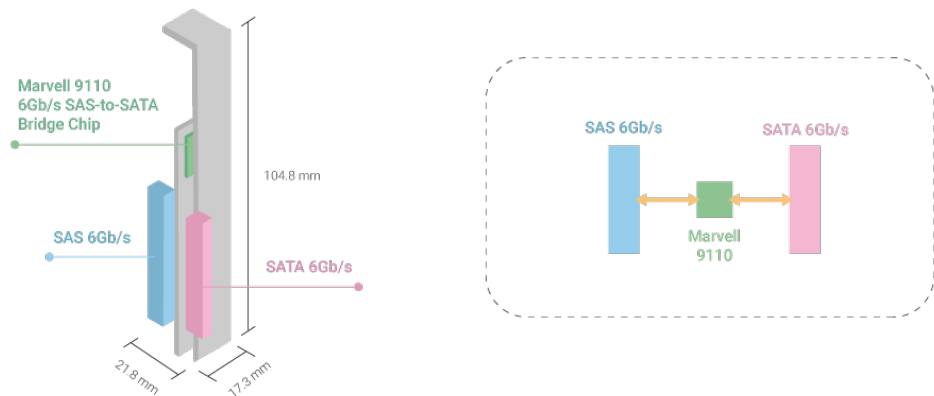 Marvell 9110
6Gb/s SAS-to-SATA
Bridge Chip
104.8 mm
SAS 6Gb/s
SATA 6Gb/s
21.8 mm
17.3 mm
SAS 6Gb/s
SATA 6Gb/s
Marvell
9110